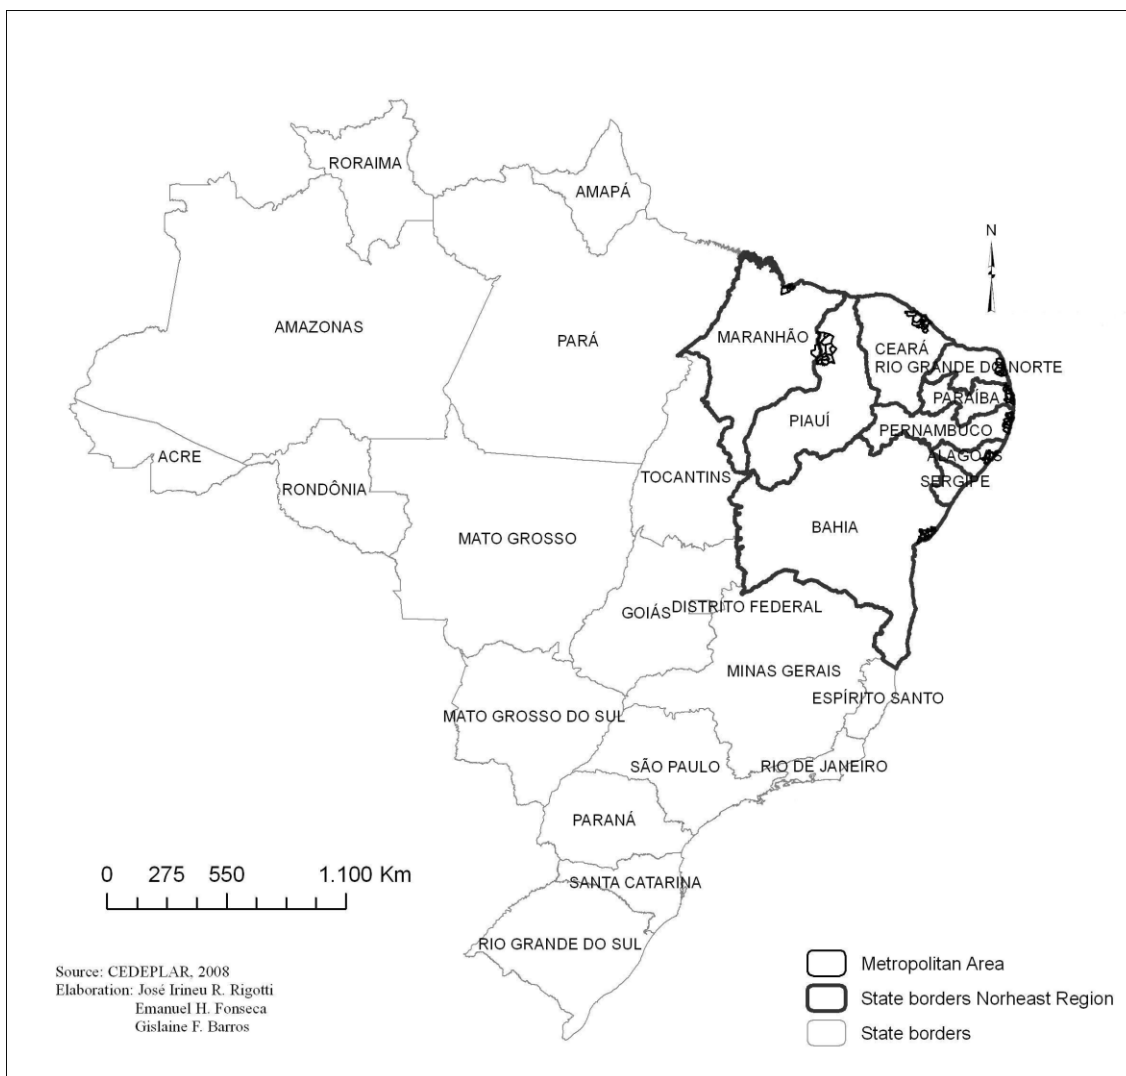 RORAIMA
AMAPÁ
N
AMAZONAS
PARÁ
MARANHÃO
CEARÁ
RIO GRANDE DO NORTE
PARAÍBA
PIAUÍ
PERNAMBUCO
ALAGOAS
ACRE
RONDÔNIA
TOCANTINS
SERGIPE
MATO GROSSO
BAHIA
GOIÁS
DISTRITO FEDERAL
MINAS GERAIS
ESPÍRITO SANTO
MATO GROSSO DO SUL
SÃO PAULO
RIO DE JANEIRO
PARANÁ
0 275 550 1.100 Km
SANTA CATARINA
RIO GRANDE DO SUL
Source: CEDEPLAR, 2008
Elaboration: José Irineu R. Rigotti
Emanuel H. Fonseca
Gislaine F. Barros
Metropolitan Area
State borders Norheast Region
State borders